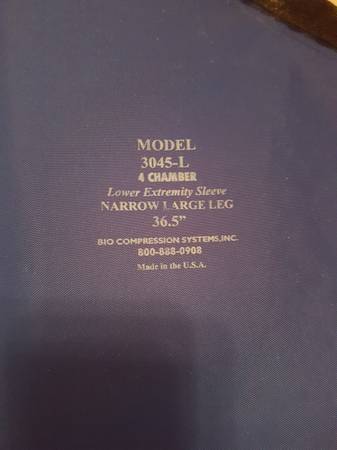 MODEL
3045-L
4 CHAMBER
Lower Extremity Sleeve
NARROW LARGE LEG
36.5”
BIO COMPRESSION SYSTEMS,INC.
800-888-0908
Made in the U.S.A.